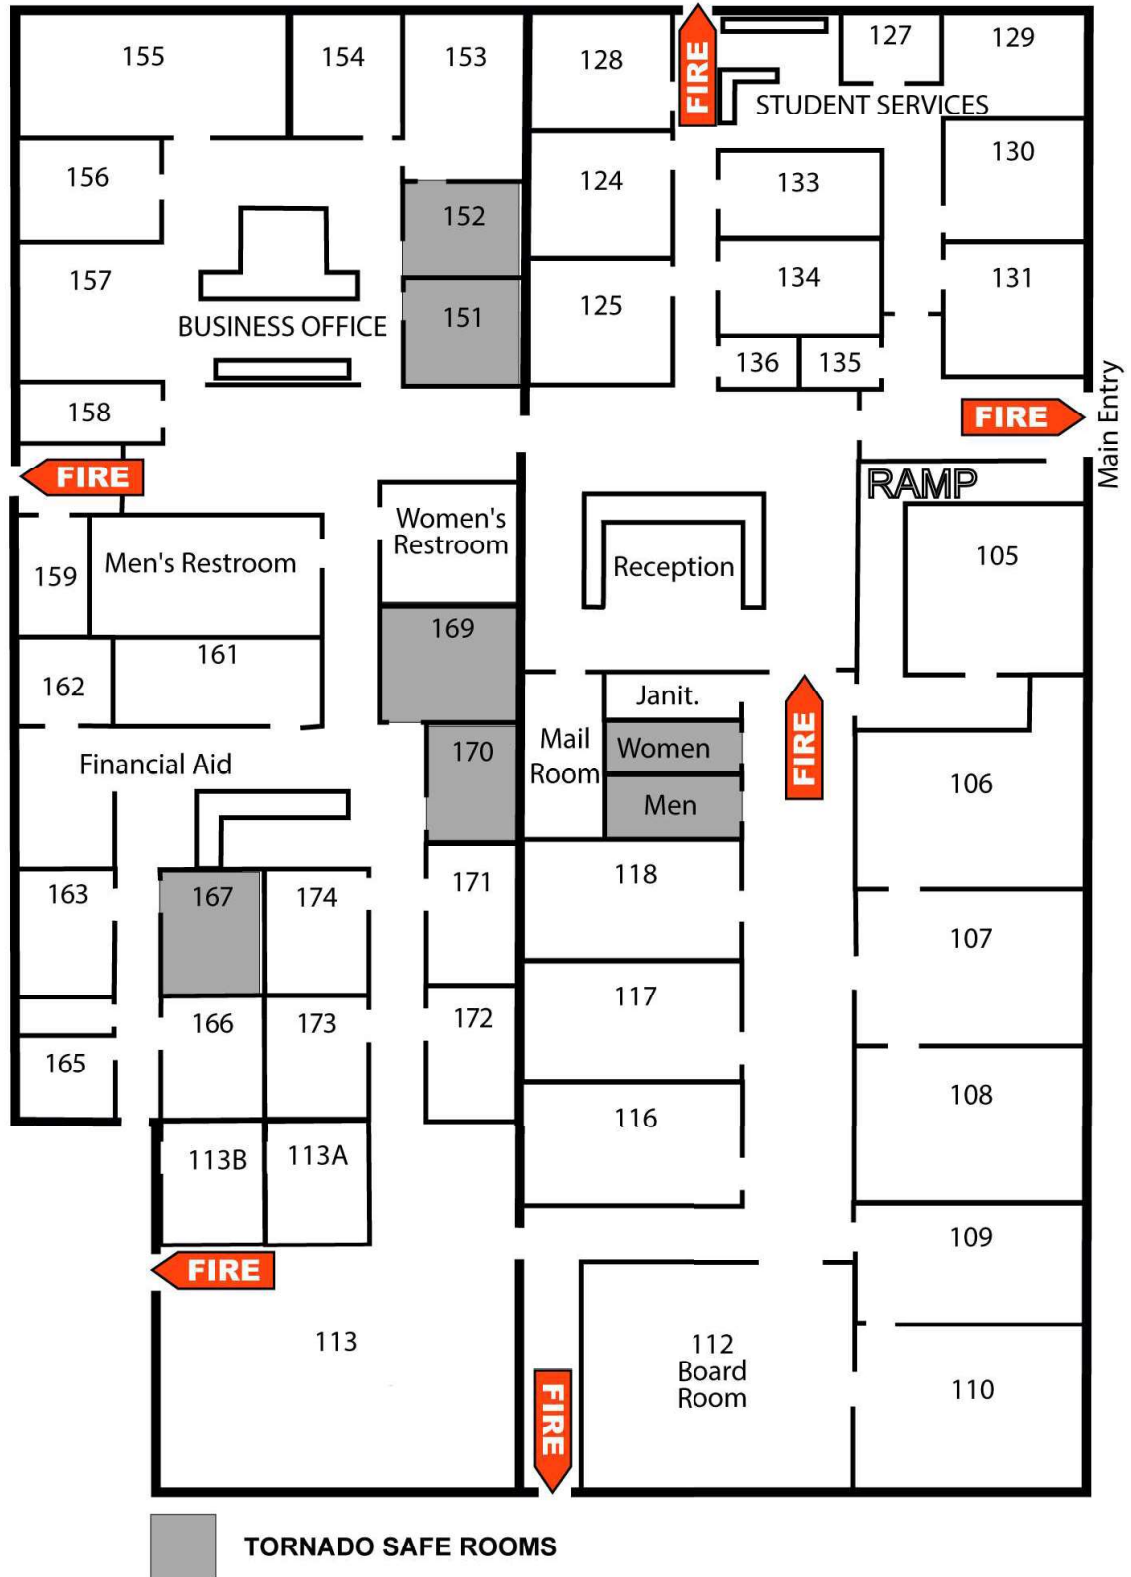 155
154
153
128
FIRE
127
129
STUDENT SERVICES
156
152
124
133
130
157
151
125
134
131
BUSINESS OFFICE
136
135
158
FIRE
Main Entry
FIRE
RAMP
Women's
Restroom
159
Men's Restroom
Reception
105
169
161
162
Janit.
Financial Aid
170
Mail
Room
Women
Men
FIRE
106
163
167
174
171
118
107
166
173
172
117
165
108
113B
113A
116
FIRE
109
113
112
Board
Room
FIRE
110
TORNADO SAFE ROOMS